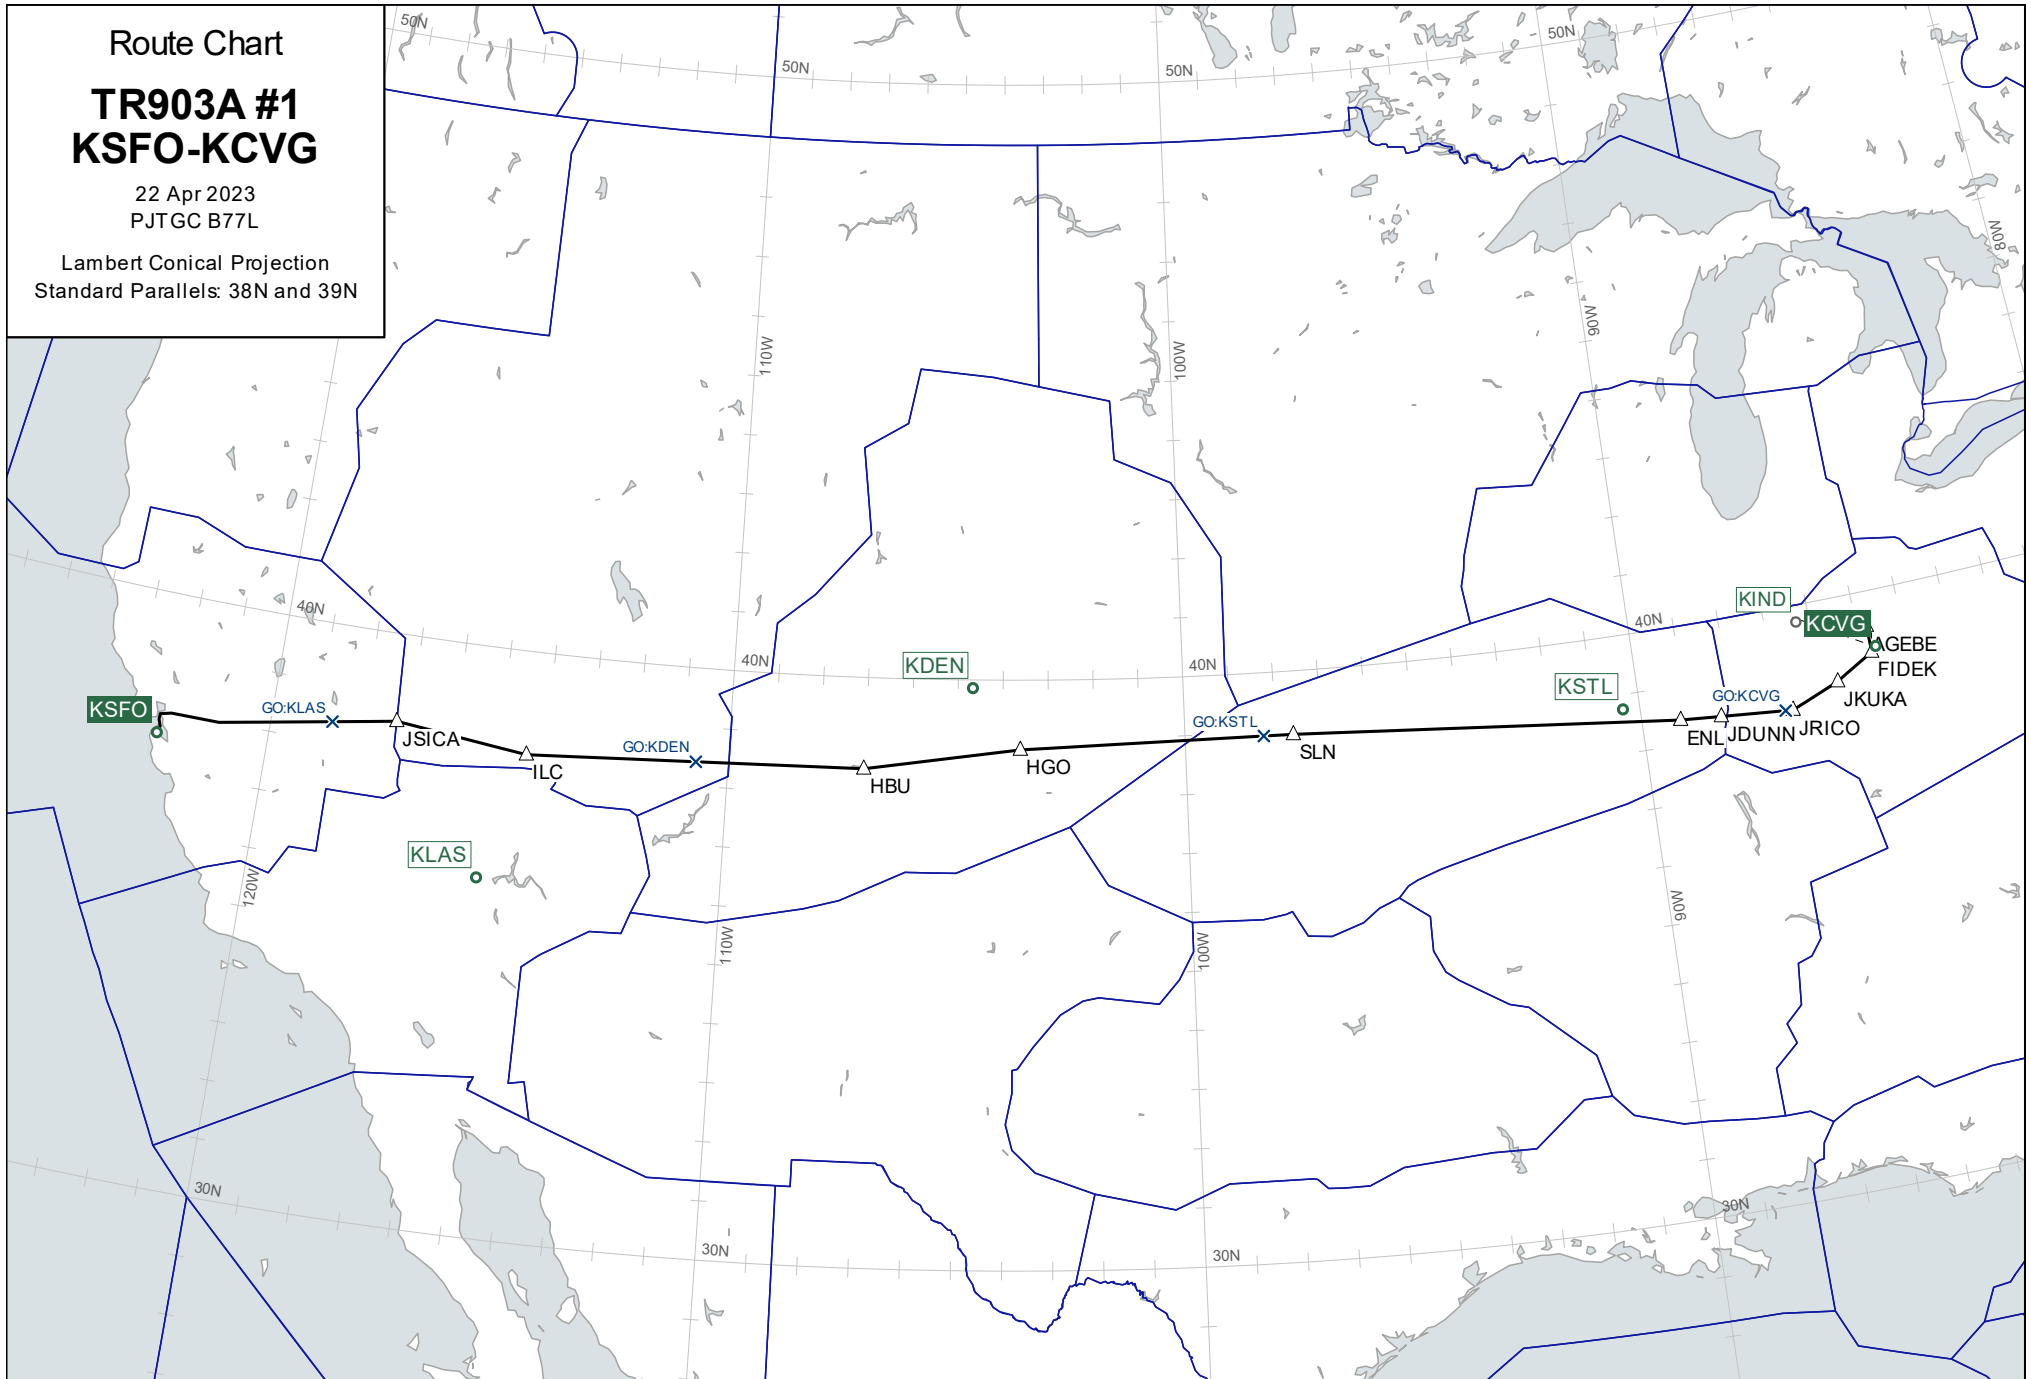 Route Chart
TR903A #1
KSFO-KCVG
22 Apr 2023
PJTGC B77L
Lambert Conical Projection
Standard Parallels: 38N and 39N
50N
50N
50N
50N
80W
90W
110W
100W
40N
40N
40N
40N
KIND
KCVG
AGEBE
FIDEK
KDEN
KSTL
JKUKA
KSFO
GO:KLAS
JSICA
GO:KDEN
ILC
HBU
HGO
GO:KSTL
SLN
ENL
JDUNN
GO:KCVG
JRICO
KLAS
120W
110W
100W
90W
30N
30N
30N
30N